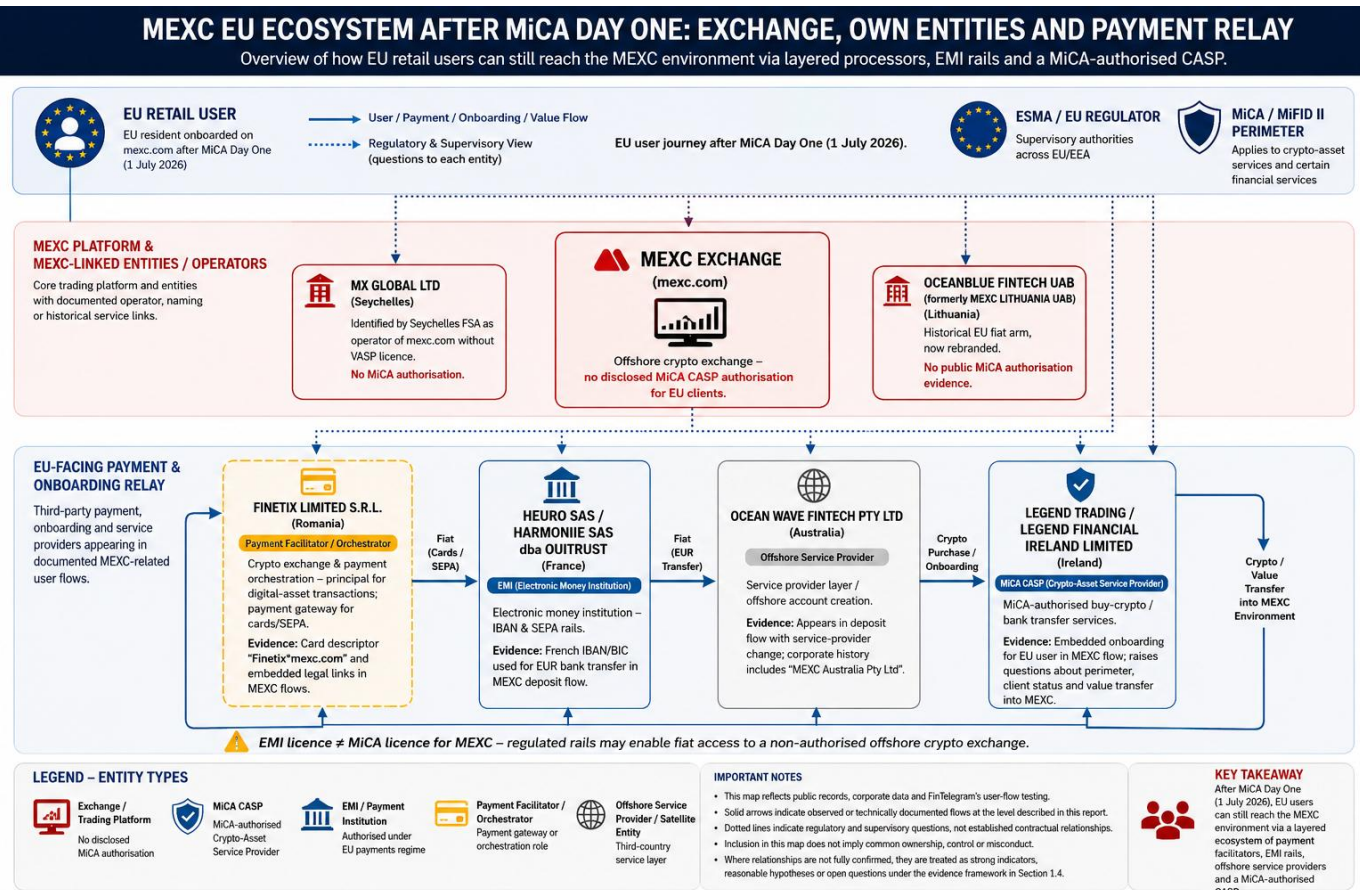 MEXC EU ECOSYSTEM AFTER MiCA DAY ONE: EXCHANGE, OWN ENTITIES AND PAYMENT RELAY
Overview of how EU retail users can still reach the MEXC environment via layered processors, EMI rails and a MiCA-authorised CASP.
EU RETAIL USER
EU resident onboarded on
mexc.com after MiCA Day One
(1 July 2026)
User / Payment / Onboarding / Value Flow
Regulatory & Supervisory View
(questions to each entity)
EU user journey after MiCA Day One (1 July 2026).
ESMA / EU REGULATOR
Supervisory authorities
across EU/EEA
MiCA / MiFID II
PERIMETER
Applies to crypto-asset
services and certain
financial services
MEXC PLATFORM &
MEXC-LINKED ENTITIES / OPERATORS
Core trading platform and entities
with documented operator, naming
or historical service links.
MX GLOBAL LTD
(Seychelles)
Identified by Seychelles FSA as
operator of mexc.com without
VASP licence.
No MiCA authorisation.
MEXC EXCHANGE
(mexc.com)
Offshore crypto exchange –
no disclosed MiCA CASP authorisation
for EU clients.
OCEANBLUE FINTECH UAB
(formerly MEXC LITHUANIA UAB)
(Lithuania)
Historical EU fiat arm,
now rebranded.
No public MiCA authorisation
evidence.
EU-FACING PAYMENT &
ONBOARDING RELAY
Third-party payment,
onboarding and service
providers appearing in
documented MEXC-related
user flows.
FINETIX LIMITED S.R.L.
(Romania)
Payment Facilitator / Orchestrator
Crypto exchange & payment
orchestration – principal for
digital-asset transactions;
payment gateway for
cards/SEPA.
Evidence: Card descriptor
"Finetix*mexc.com" and
embedded legal links in
MEXC flows.
Fiat
(Cards /
SEPA)
HEURO SAS /
HARMONIIE SAS
dba OUITRUST
(France)
EMI (Electronic Money Institution)
Electronic money institution –
IBAN & SEPA rails.
Evidence: French IBAN/BIC
used for EUR bank transfer in
MEXC deposit flow.
Fiat
(EUR
Transfer)
OCEAN WAVE FINTECH PTY LTD
(Australia)
Offshore Service Provider
Service provider layer /
offshore account creation.
Evidence: Appears in deposit
flow with service-provider
change; corporate history
includes "MEXC Australia Pty Ltd".
Crypto
Purchase /
Onboarding
LEGEND TRADING /
LEGEND FINANCIAL
IRELAND LIMITED
(Ireland)
MiCA CASP (Crypto-Asset Service Provider)
MiCA-authorised buy-crypto /
bank transfer services.
Evidence: Embedded onboarding
for EU user in MEXC flow; raises
questions about perimeter,
client status and value transfer
into MEXC.
Crypto /
Value
Transfer
into MEXC
Environment
EMI licence ≠ MiCA licence for MEXC – regulated rails may enable fiat access to a non-authorised offshore crypto exchange.
LEGEND – ENTITY TYPES
Exchange /
Trading Platform
No disclosed
MiCA authorisation
MiCA CASP
MiCA-authorised
Crypto-Asset
Service Provider
EMI / Payment
Institution
Authorised under
EU payments regime
Payment Facilitator /
Orchestrator
Payment gateway or
orchestration role
Offshore Service
Provider / Satellite
Entity
Third-country
service layer
IMPORTANT NOTES
• This map reflects public records, corporate data and FinTelegram's user-flow testing.
• Solid arrows indicate observed or technically documented flows at the level described in this report.
• Dotted lines indicate regulatory and supervisory questions, not established contractual relationships.
• Inclusion in this map does not imply common ownership, control or misconduct.
• Where relationships are not fully confirmed, they are treated as strong indicators,
reasonable hypotheses or open questions under the evidence framework in Section 1.4.
KEY TAKEAWAY
After MiCA Day One
(1 July 2026), EU users
can still reach the MEXC
environment via a layered
ecosystem of payment
facilitators, EMI rails,
offshore service providers
and a MiCA-authorised